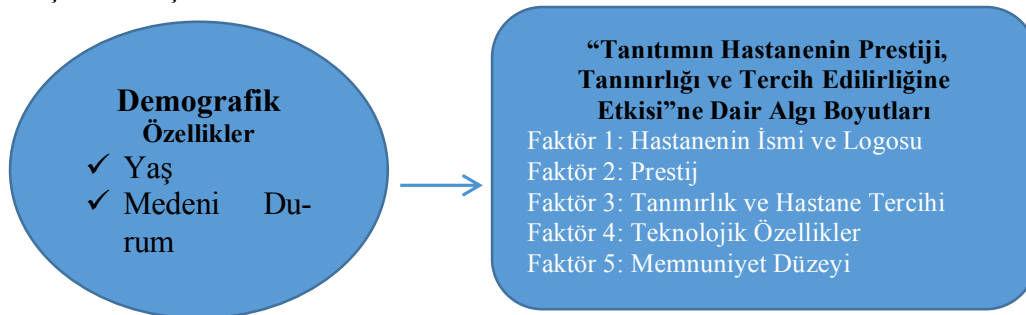 Demografik
Özellikler
✓ Yaş
✓ Medeni Du-
rum
“Tanıtımın Hastanenin Prestiji,
Tanınırlığı ve Tercih Edilirliğine
Etkisi”ne Dair Algı Boyutları
Faktör 1: Hastanenin İsmi ve Logosu
Faktör 2: Prestij
Faktör 3: Tanınırlık ve Hastane Tercihi
Faktör 4: Teknolojik Özellikler
Faktör 5: Memnuniyet Düzeyi